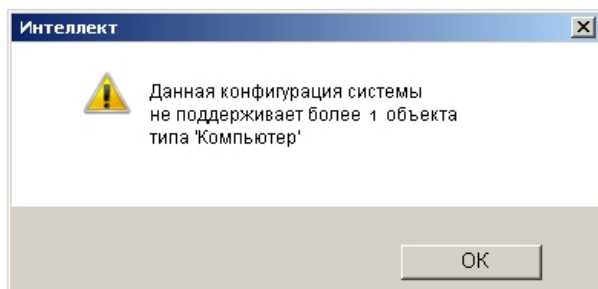 Интеллект
Данная конфигурация системы
не поддерживает более 1 объекта
типа 'Компьютер'
OK